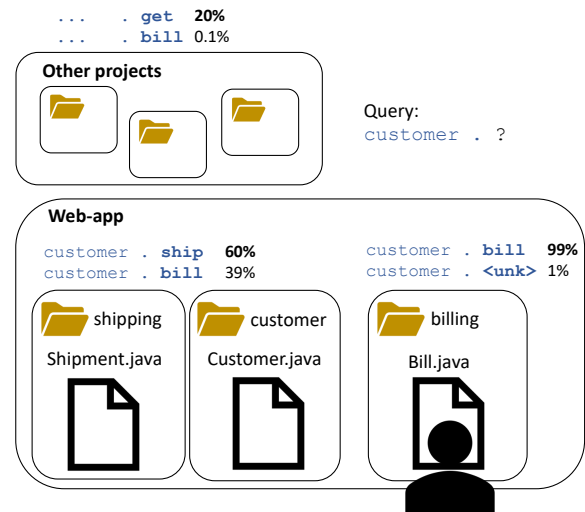 ... . get 20%
... . bill 0.1%
Other projects
Query:
customer . ?
Web-app
customer . ship 60%
customer . bill 39%
customer . bill 99%
customer . <unk> 1%
shipping
Shipment.java
customer
Customer.java
billing
Bill.java